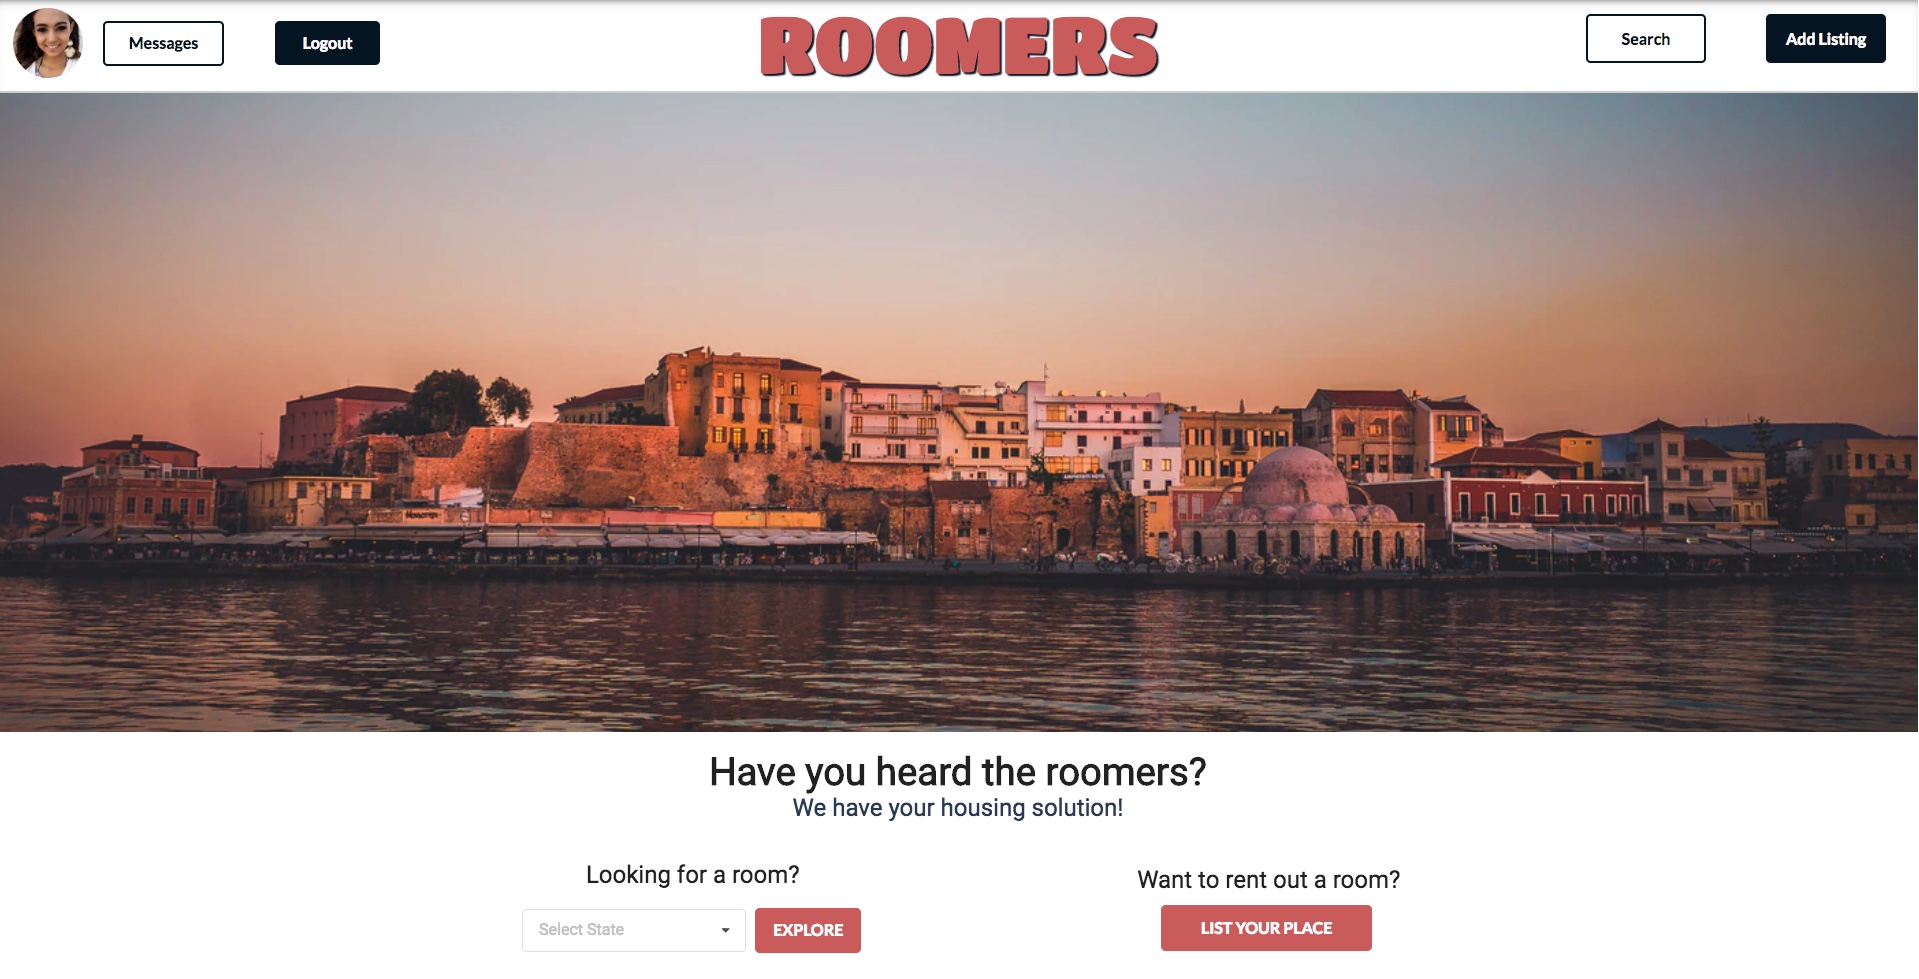 Messages
Logout
ROOMERS
Search
Add Listing
Have you heard the roomers?
We have your housing solution!
Looking for a room?
Select State
EXPLORE
Want to rent out a room?
LIST YOUR PLACE